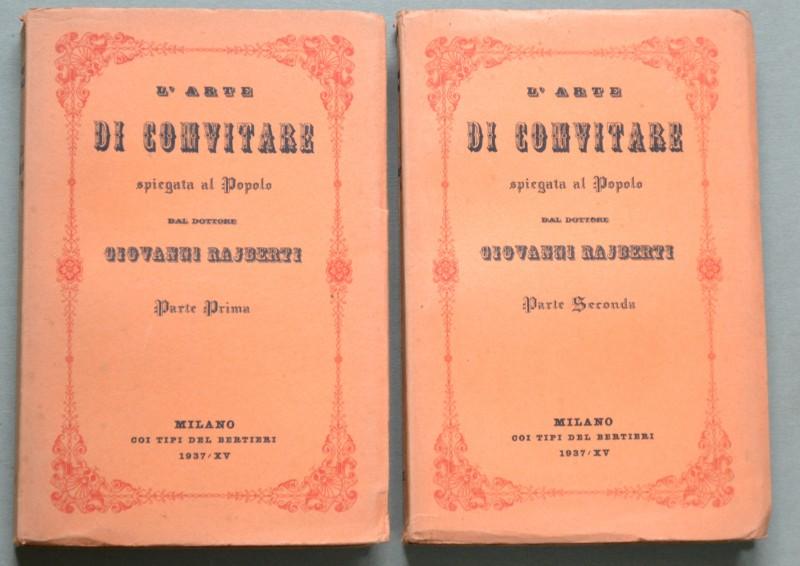 L' ARTE
DI CONVITARE
spiegata al Popolo
DAL DOTTORE
GIOVANNI RAJBERTI
Parte Prima
MILANO
COI TIPI DEL BERTIERI
1937/XV
L' ARTE
DI CONVITARE
spiegata al Popolo
DAL DOTTORE
GIOVANNI RAJBERTI
Parte Seconda
MILANO
COI TIPI DEL BERTIERI
1937/XV